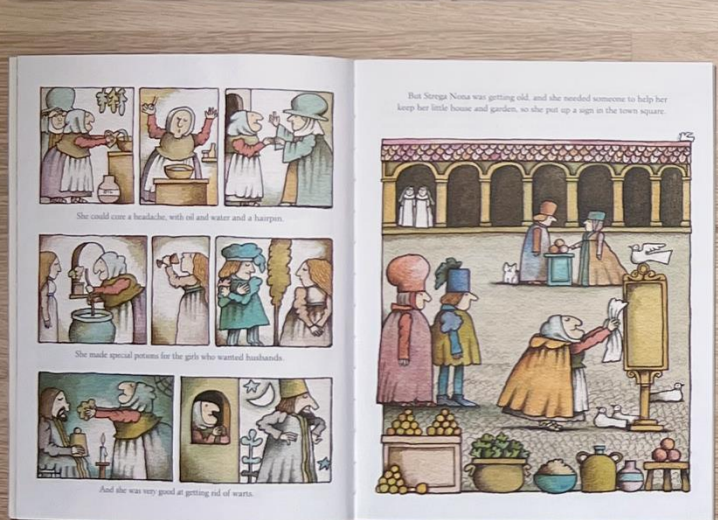 She could cure a headache, with oil and water and a hairpin.
She made special potions for the girls who wanted husbands.
And she was very good at getting rid of warts.
But Strega Nona was getting old, and she needed someone to help her
keep her little house and garden, so she put up a sign in the town square.